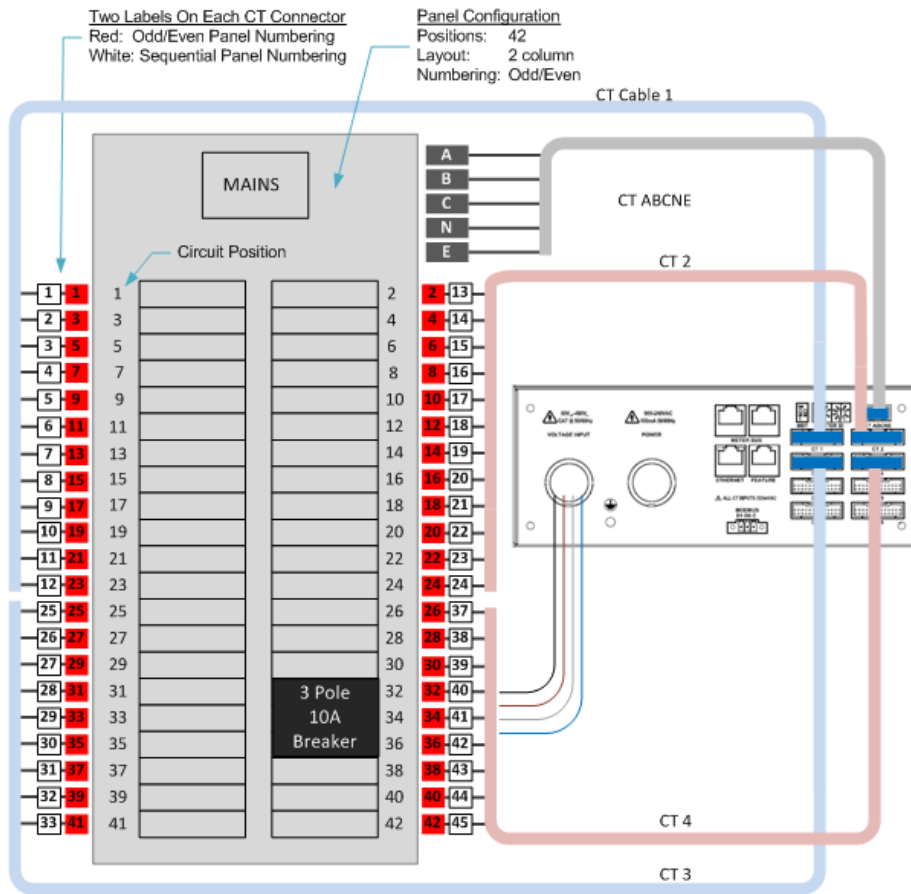 Two Labels On Each CT Connector
Red: Odd/Even Panel Numbering
White: Sequential Panel Numbering
Panel Configuration
Positions: 42
Layout: 2 column
Numbering: Odd/Even
CT Cable 1
MAINS
A
B
C
N
E
CT ABCNE
CT 2
Circuit Position
1 1 1 2 2 13
2 3 3 4 4 14
3 5 5 6 6 15
4 7 7 8 8 16
5 9 9 10 10 17
6 11 11 12 12 18
7 13 13 14 14 19
8 15 15 16 16 20
9 17 17 18 18 21
10 19 19 20 20 22
11 21 21 22 22 23
12 23 23 24 24 24
25 25 25 26 26 37
26 27 27 28 28 38
27 29 29 30 30 39
28 31 31 32 32 40
29 33 33 34 34 41
30 35 35 36 36 42
31 37 37 38 38 43
32 39 39 40 40 44
33 41 41 42 42 45
3 Pole
10A
Breaker
VOLTAGE INPUT
POWER
METER BUS
ETHERNET FEATURE
MODBUS
CT 1
CT 2
CT 4
CT 3